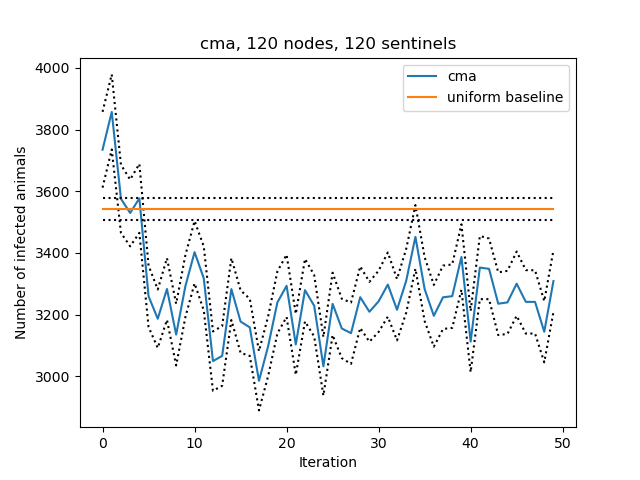 cma, 120 nodes, 120 sentinels
Number of infected animals
4000
3800
3600
3400
3200
3000
cma
uniform baseline
0
10
20
30
40
50
Iteration